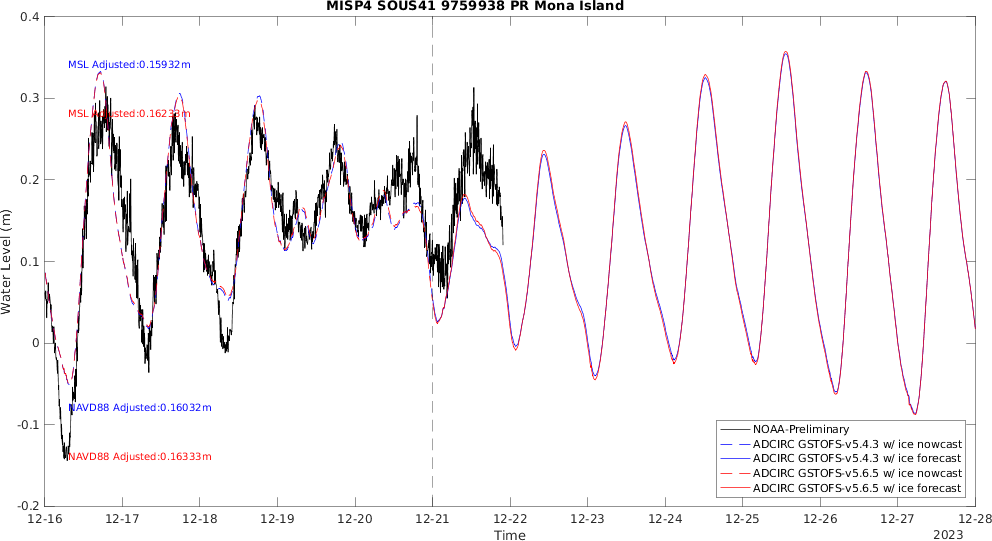 MISP4 SOUS41 9759938 PR Mona Island
0.4
MSL Adjusted:0.15932m
0.3
MSL Adjusted:0.16233m
0.2
Water Level (m)
0.1
0
NAVD88 Adjusted:0.16032m
-0.1
NAVD88 Adjusted:0.16333m
NOAA-Preliminary
ADCIRC GSTOFS-v5.4.3 w/ ice nowcast
ADCIRC GSTOFS-v5.4.3 w/ ice forecast
ADCIRC GSTOFS-v5.6.5 w/ ice nowcast
ADCIRC GSTOFS-v5.6.5 w/ ice forecast
-0.2
12-16 12-17 12-18 12-19 12-20 12-21 12-22 12-23 12-24 12-25 12-26 12-27 12-28
Time
2023